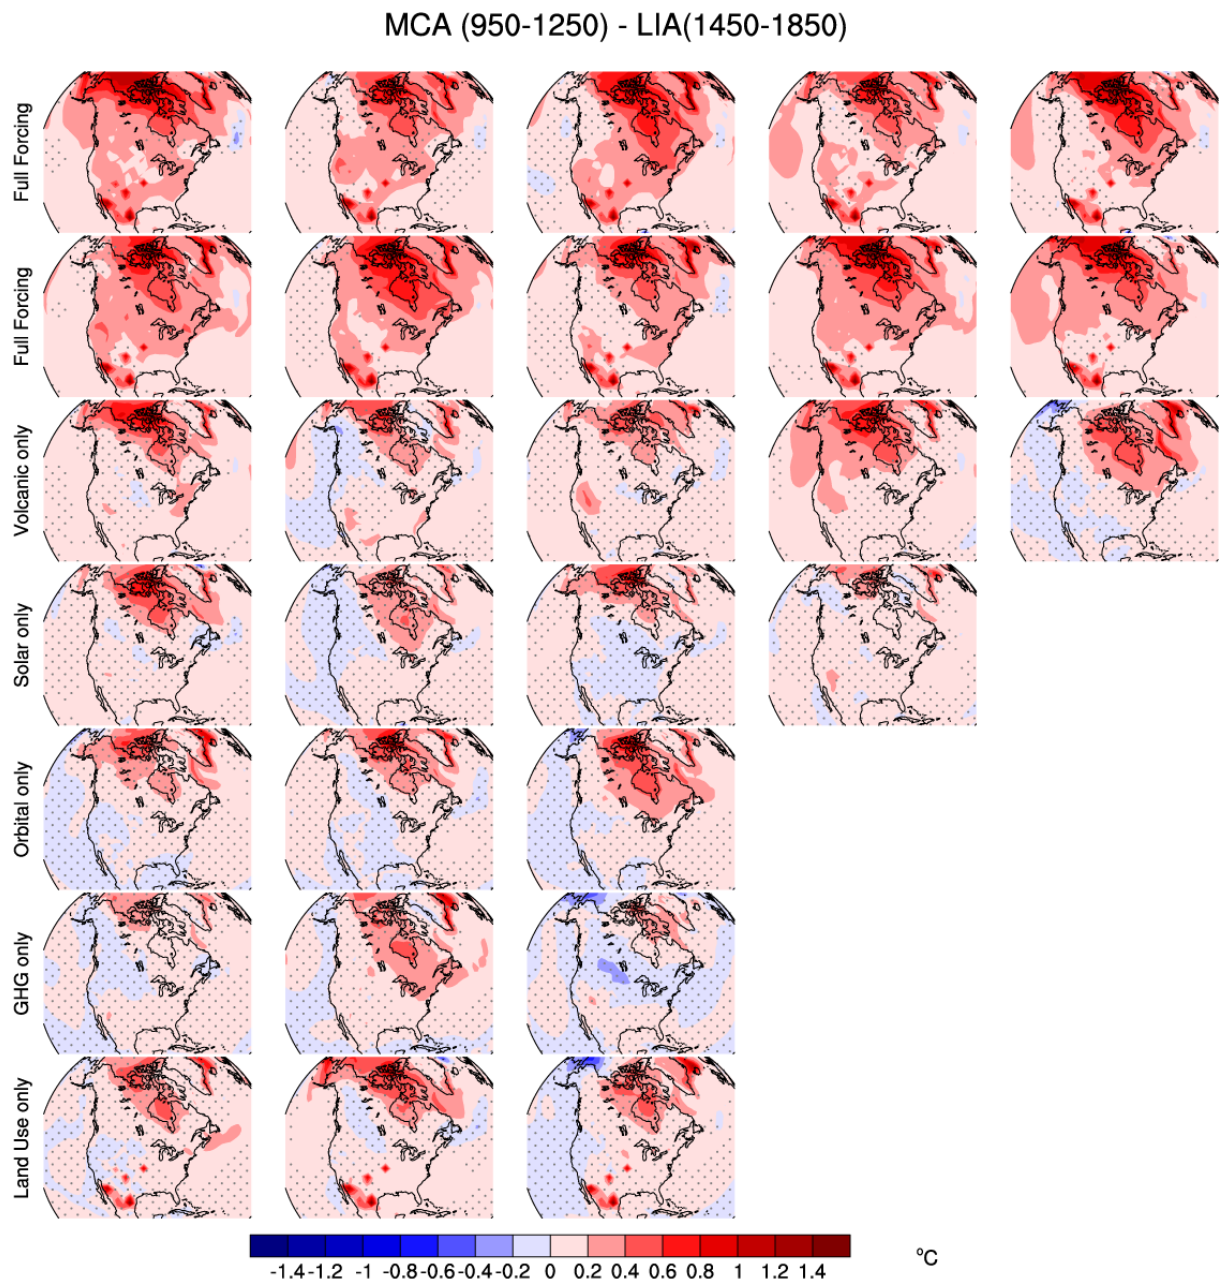 MCA (950-1250) - LIA(1450-1850)
Full Forcing
Full Forcing
Volcanic only
Solar only
Orbital only
GHG only
Land Use only
-1.4 -1.2 -1 -0.8 -0.6 -0.4 -0.2 0 0.2 0.4 0.6 0.8 1 1.2 1.4
°C